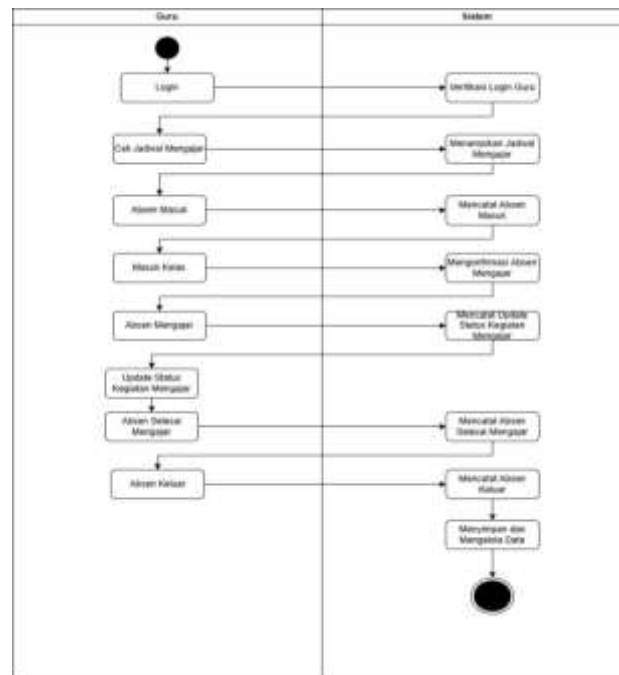 Guru
Sistem
Login
Verifikasi Login Guru
Cek Jadwal Mengajar
Menampilkan Jadwal
Mengajar
Absen Masuk
Mencatat Absen
Masuk
Masuk Kelas
Mengonfirmasi Absen
Mengajar
Absen Mengajar
Mencatat Update
Status Kegiatan
Mengajar
Update Status
Kegiatan Mengajar
Absen Selesai
Mengajar
Mencatat Absen
Selesai Mengajar
Absen Keluar
Mencatat Absen
Keluar
Menyimpan dan
Mengelola Data